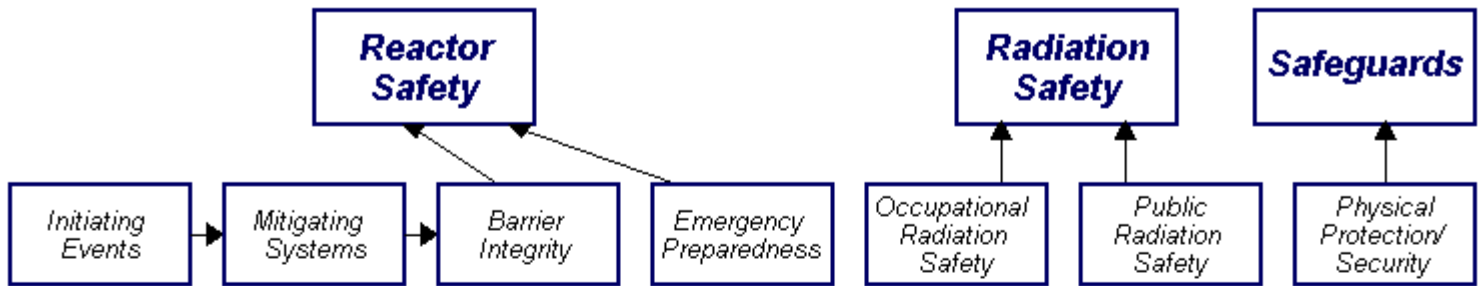 Reactor
Safety
Radiation
Safety
Safeguards
Initiating
Events
Mitigating
Systems
Barrier
Integrity
Emergency
Preparedness
Occupational
Radiation
Safety
Public
Radiation
Safety
Physical
Protection/
Security